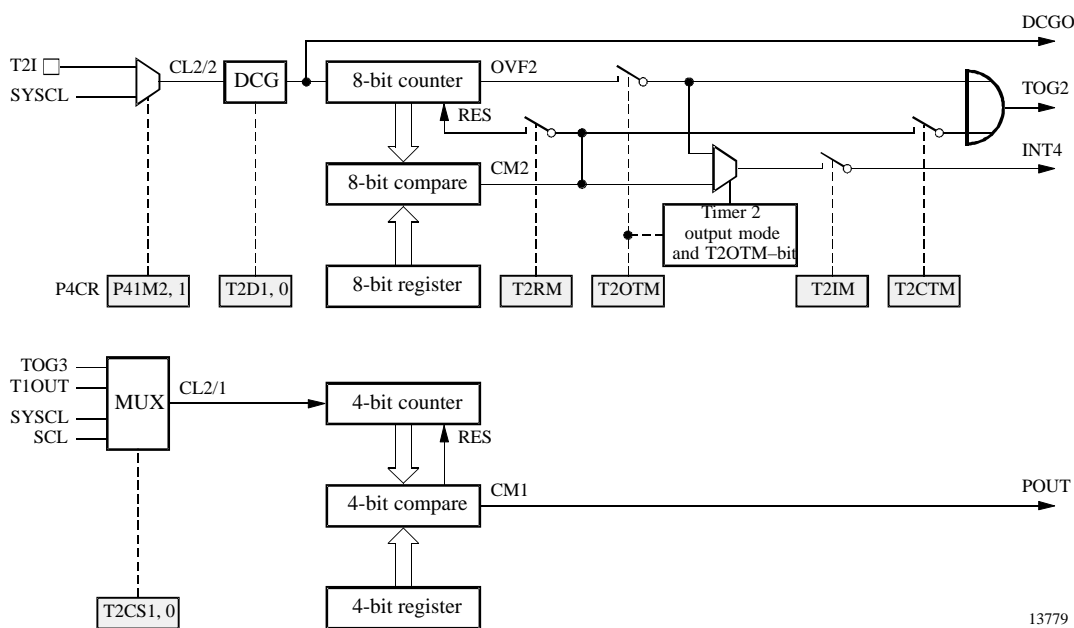 DCGO
T2I
CL2/2
DCG
8-bit counter
OVF2
TOG2
SYSCL
RES
INT4
8-bit compare
CM2
Timer 2
output mode
and T2OTM–bit
P4CR
P41M2, 1
T2D1, 0
8-bit register
T2RM
T2OTM
T2IM
T2CTM
TOG3
T1OUT
SYSCL
SCL
MUX
CL2/1
4-bit counter
RES
4-bit compare
CM1
POUT
T2CS1, 0
4-bit register
13779